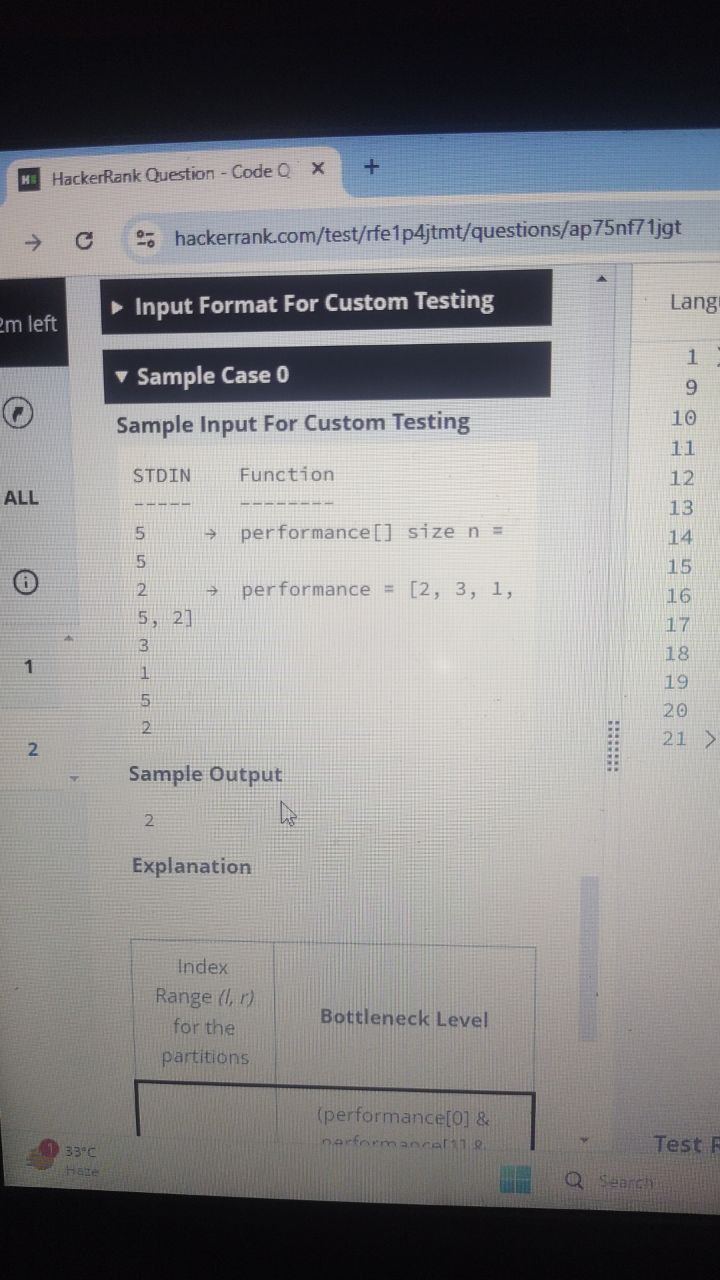 HackerRank Question - Code Q
hackerrank.com/test/rfe1p4jtmt/questions/ap75nf71jgt
2m left
ALL
1
2
Input Format For Custom Testing
Sample Case 0
Sample Input For Custom Testing
STDIN Function
----- --------
5 → performance[] size n =
5
2 → performance = [2, 3, 1,
5, 2]
3
1
5
2
Sample Output
2
Explanation
Index
Range (l, r)
for the
partitions
Bottleneck Level
(performance[0] &
performance[1] &
Lang
1
9
10
11
12
13
14
15
16
17
18
19
20
21
Test R
1
33°C
Haze
Search